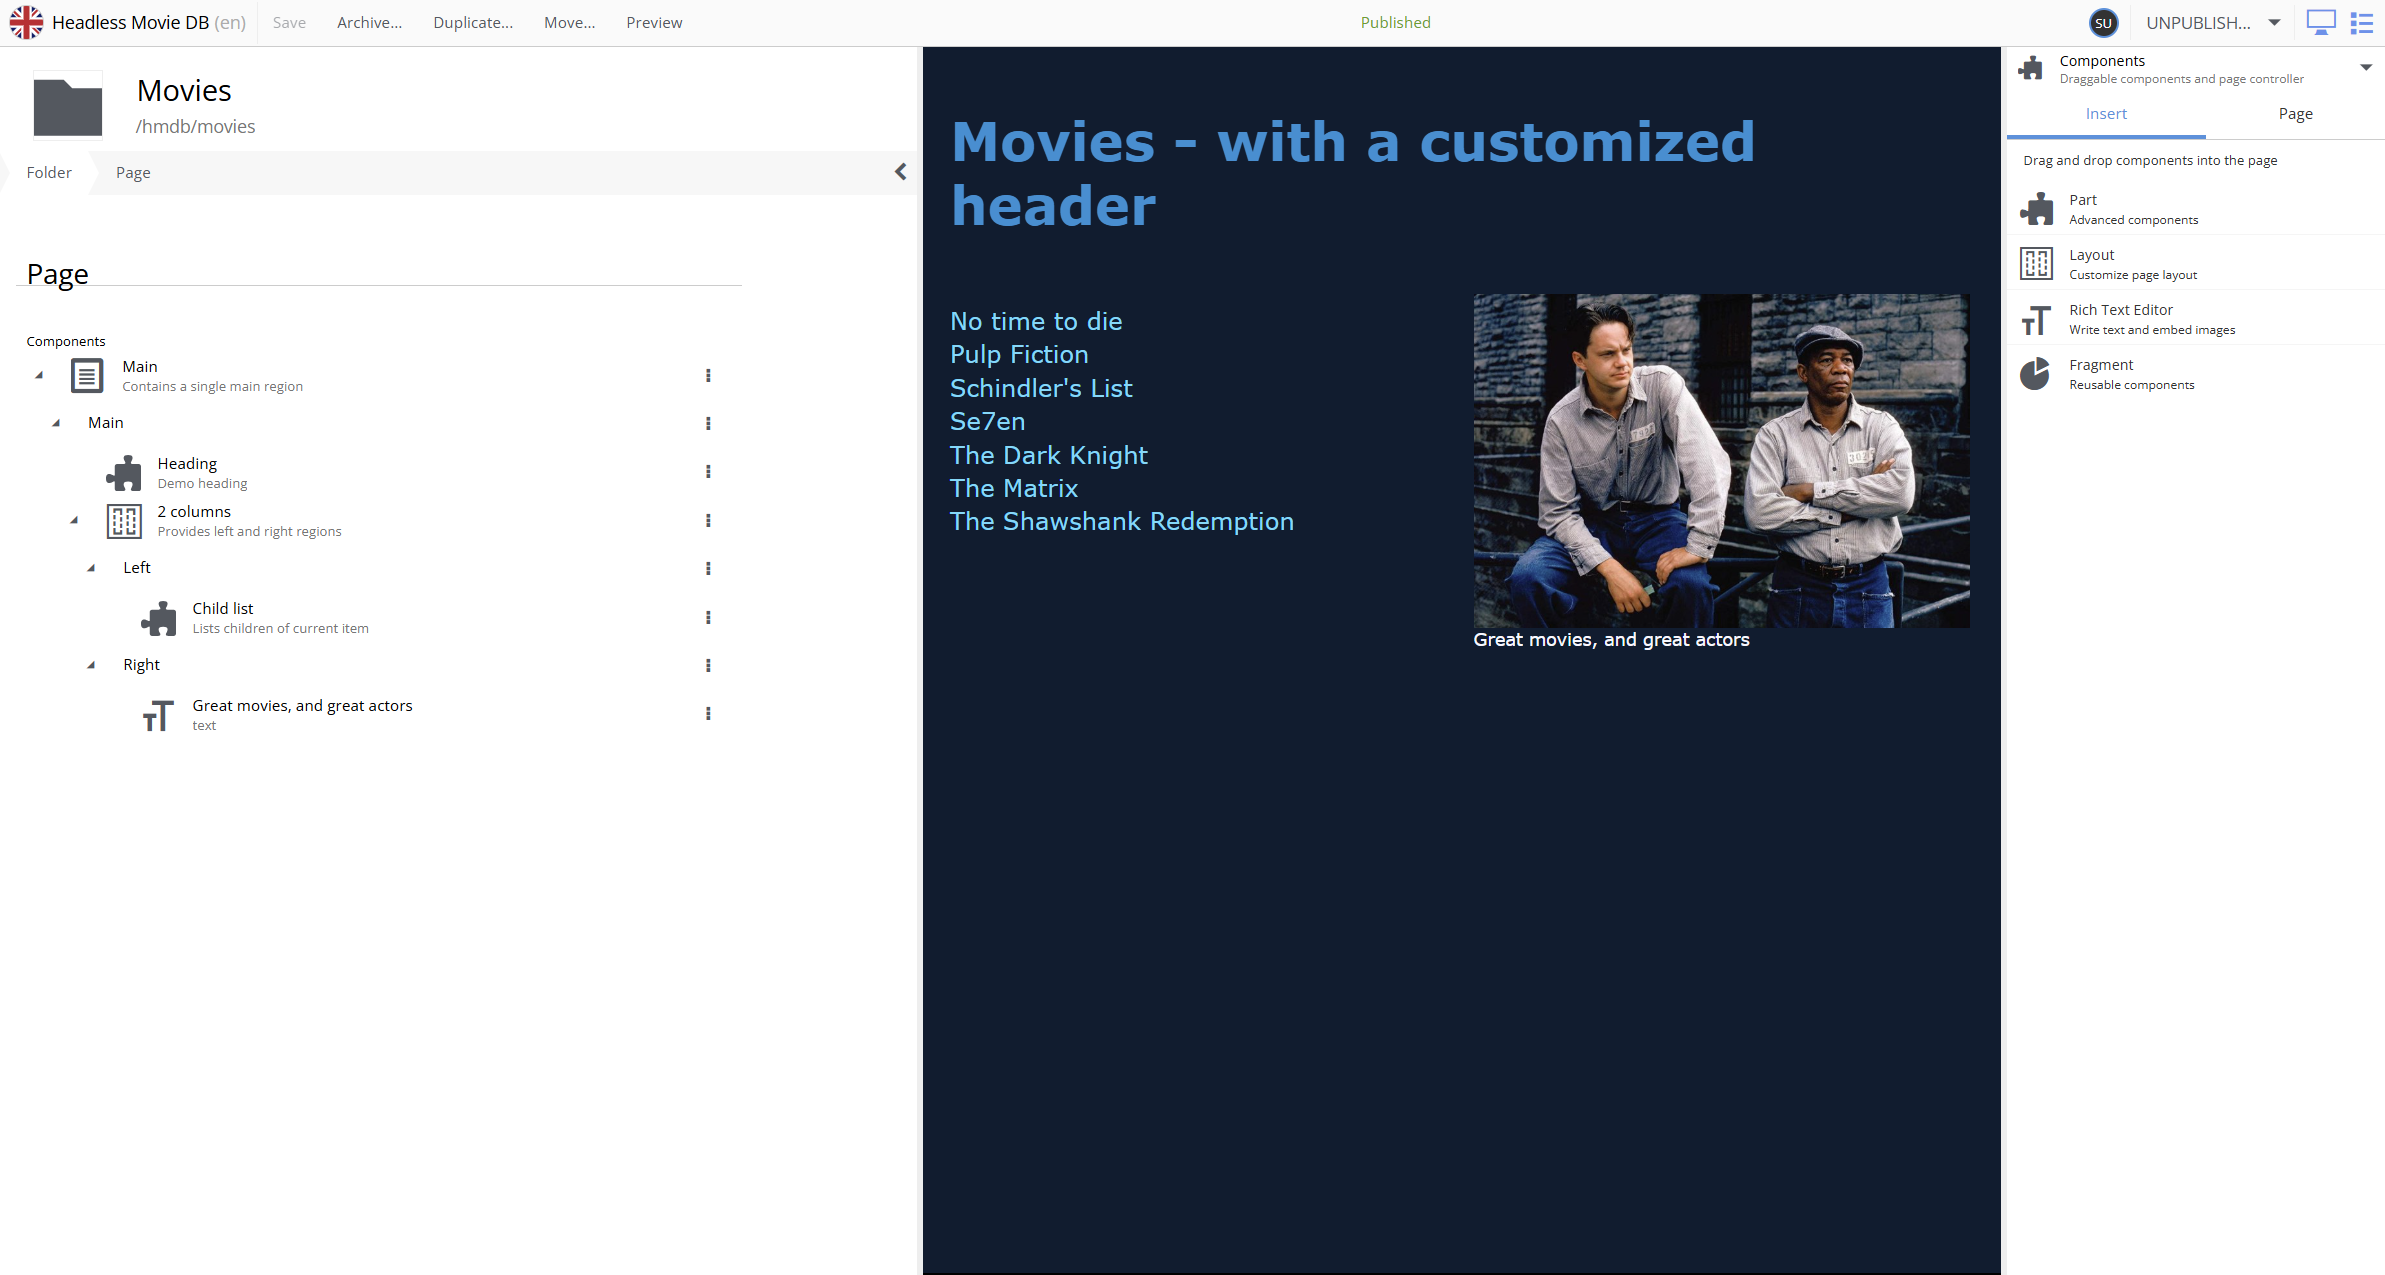 Headless Movie DB (en) Save Archive... Duplicate... Move... Preview Published SU UNPUBLISH...
Movies
/hmdb/movies
Folder Page
Page
Components
Main
Contains a single main region
Main
Heading
Demo heading
2 columns
Provides left and right regions
Left
Child list
Lists children of current item
Right
Great movies, and great actors
text
Movies - with a customized
header
No time to die
Pulp Fiction
Schindler's List
Se7en
The Dark Knight
The Matrix
The Shawshank Redemption
Great movies, and great actors
Components
Draggable components and page controller
Insert Page
Drag and drop components into the page
Part
Advanced components
Layout
Customize page layout
Rich Text Editor
Write text and embed images
Fragment
Reusable components